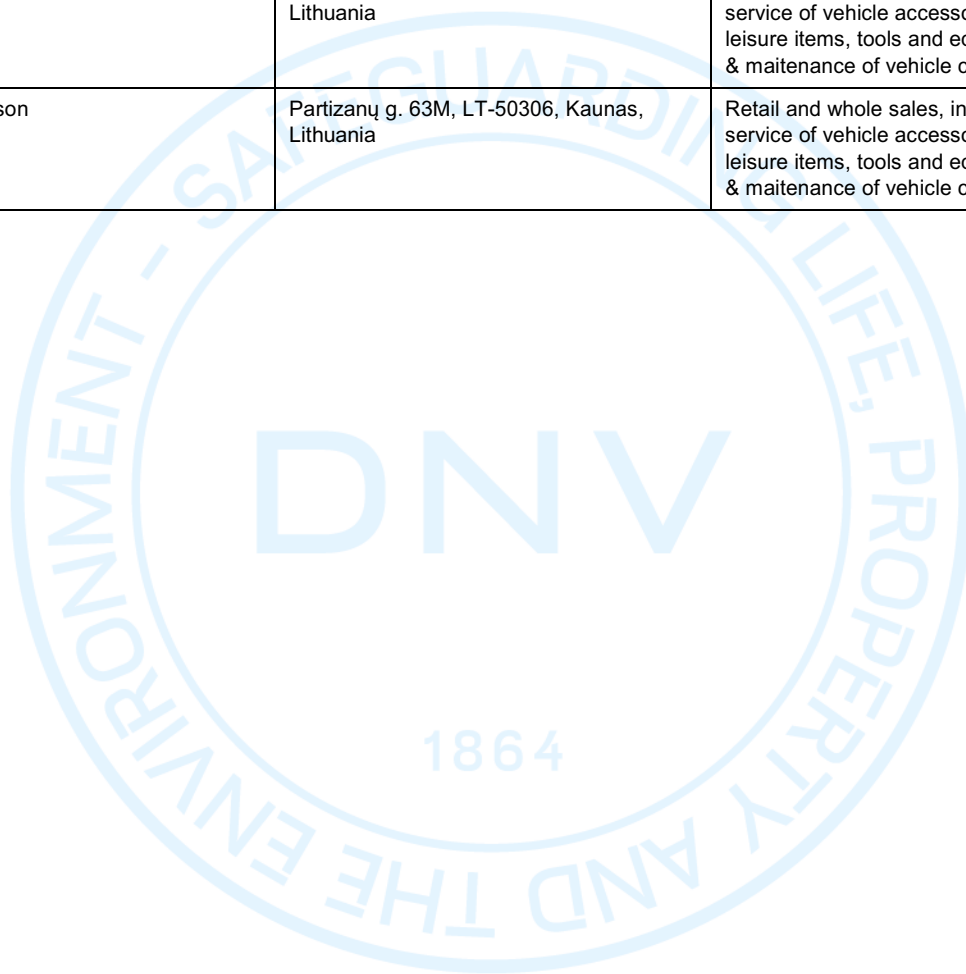 Lithuania
service of vehicle accesso
leisure items, tools and ec
& maitenance of vehicle c
son
Partizanų g. 63M, LT-50306, Kaunas,
Lithuania
Retail and whole sales, in
service of vehicle accesso
leisure items, tools and ec
& maitenance of vehicle c
SAFEGUARDING LIFE, PROPERTY AND THE ENVIRONMENT -
DNV
1864